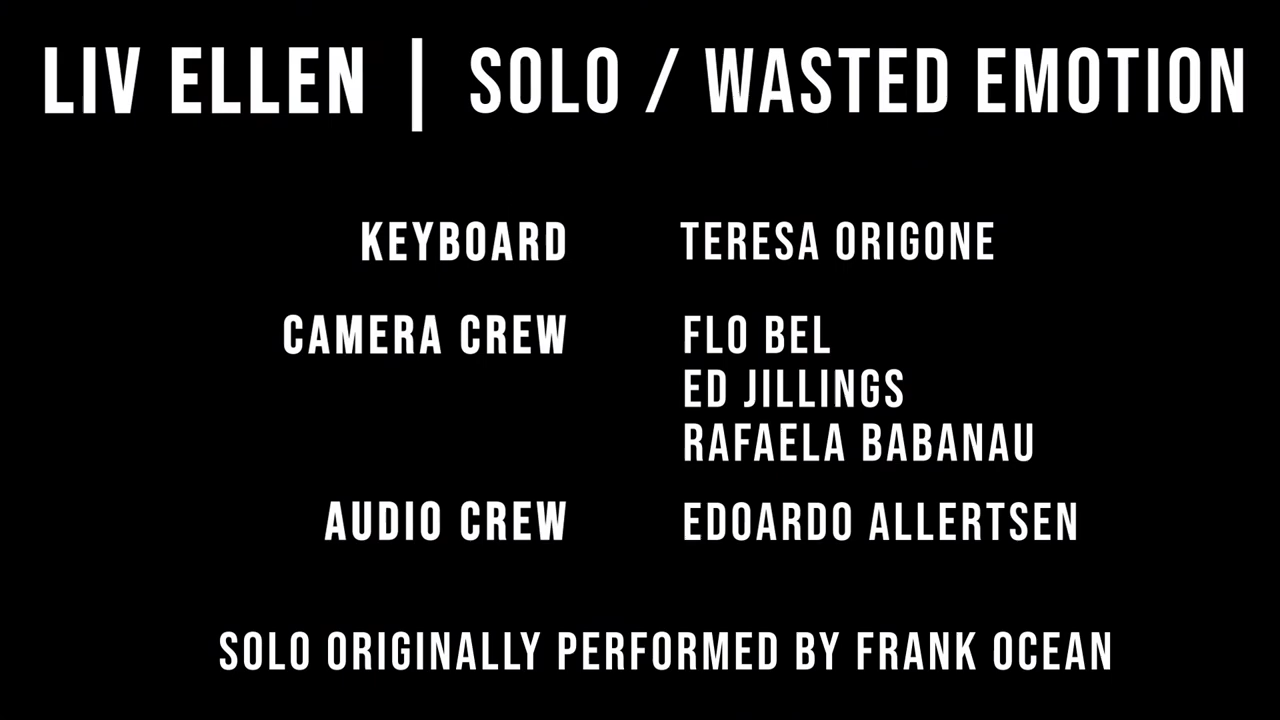 LIV ELLEN | SOLO / WASTED EMOTION
KEYBOARD TERESA ORIGONE
CAMERA CREW FLO BEL
ED JILLINGS
RAFAELA BABANAU
AUDIO CREW EDOARDO ALLERTSEN
SOLO ORIGINALLY PERFORMED BY FRANK OCEAN